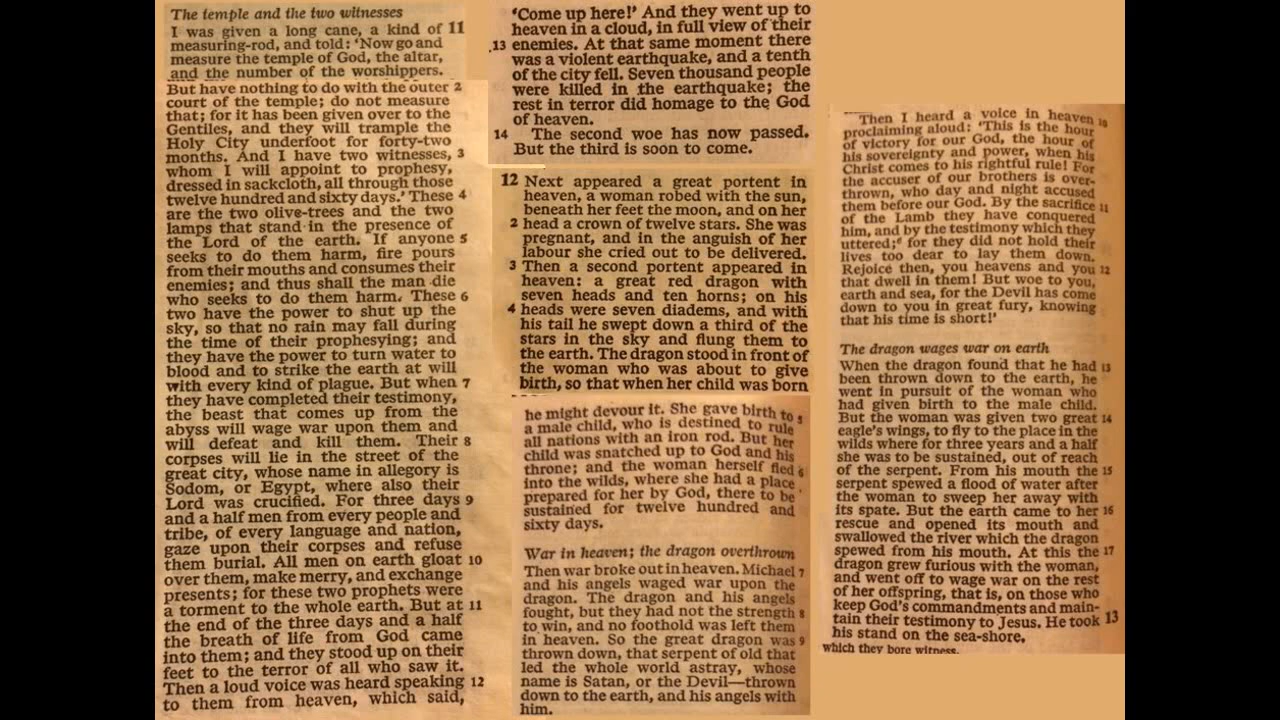 The temple and the two witnesses
I was given a long cane, a kind of 11
measuring-rod, and told: 'Now go and
measure the temple of God, the altar,
and the number of the worshippers.
But have nothing to do with the outer 2
court of the temple; do not measure
that; for it has been given over to the
Gentiles, and they will trample the
Holy City underfoot for forty-two
months. And I have two witnesses, 3
whom I will appoint to prophesy,
dressed in sackcloth, all through those
twelve hundred and sixty days.' These 4
are the two olive-trees and the two
lamps that stand in the presence of
the Lord of the earth. If anyone 5
seeks to do them harm, fire pours
from their mouths and consumes their
enemies; and thus shall the man die
who seeks to do them harm. These 6
two have the power to shut up the
sky, so that no rain may fall during
the time of their prophesying; and
they have the power to turn water to
blood and to strike the earth at will
with every kind of plague. But when 7
they have completed their testimony,
the beast that comes up from the
abyss will wage war upon them and
will defeat and kill them. Their 8
corpses will lie in the street of the
great city, whose name in allegory is
Sodom, or Egypt, where also their
Lord was crucified. For three days 9
and a half men from every people and
tribe, of every language and nation,
gaze upon their corpses and refuse
them burial. All men on earth gloat 10
over them, make merry, and exchange
presents; for these two prophets were
a torment to the whole earth. But at 11
the end of the three days and a half
the breath of life from God came
into them; and they stood up on their
feet to the terror of all who saw it.
Then a loud voice was heard speaking 12
to them from heaven, which said,
'Come up here!' And they went up to
heaven in a cloud, in full view of their
13 enemies. At that same moment there
was a violent earthquake, and a tenth
of the city fell. Seven thousand people
were killed in the earthquake; the
rest in terror did homage to the God
of heaven.
14 The second woe has now passed.
But the third is soon to come.
12 Next appeared a great portent in
heaven, a woman robed with the sun,
beneath her feet the moon, and on her
2 head a crown of twelve stars. She was
pregnant, and in the anguish of her
labour she cried out to be delivered.
3 Then a second portent appeared in
heaven: a great red dragon with
seven heads and ten horns; on his
4 heads were seven diadems, and with
his tail he swept down a third of the
stars in the sky and flung them to
the earth. The dragon stood in front of
the woman who was about to give
birth, so that when her child was born
he might devour it. She gave birth to 5
a male child, who is destined to rule
all nations with an iron rod. But her
child was snatched up to God and his
throne; and the woman herself fled 6
into the wilds, where she had a place
prepared for her by God, there to be
sustained for twelve hundred and
sixty days.
War in heaven; the dragon overthrown
Then war broke out in heaven. Michael 7
and his angels waged war upon the
dragon. The dragon and his angels
fought, but they had not the strength 8
to win, and no foothold was left them
in heaven. So the great dragon was 9
thrown down, that serpent of old that
led the whole world astray, whose
name is Satan, or the Devil—thrown
down to the earth, and his angels with
him.
Then I heard a voice in heaven 10
proclaiming aloud: 'This is the hour
of victory for our God, the hour of
his sovereignty and power, when his
Christ comes to his rightful rule! For
the accuser of our brothers is over-
thrown, who day and night accused
them before our God. By the sacrifice 11
of the Lamb they have conquered
him, and by the testimony which they
uttered; for they did not hold their
lives too dear to lay them down.
Rejoice then, you heavens and you 12
that dwell in them! But woe to you,
earth and sea, for the Devil has come
down to you in great fury, knowing
that his time is short!'
The dragon wages war on earth
When the dragon found that he had 13
been thrown down to the earth, he
went in pursuit of the woman who
had given birth to the male child.
But the woman was given two great 14
eagle's wings, to fly to the place in the
wilds where for three years and a half
she was to be sustained, out of reach
of the serpent. From his mouth the 15
serpent spewed a flood of water after
the woman to sweep her away with
its spate. But the earth came to her 16
rescue and opened its mouth and
swallowed the river which the dragon
spewed from his mouth. At this the 17
dragon grew furious with the woman,
and went off to wage war on the rest
of her offspring, that is, on those who
keep God's commandments and main-
tain their testimony to Jesus. He took 13
his stand on the sea-shore,
which they bore witness.